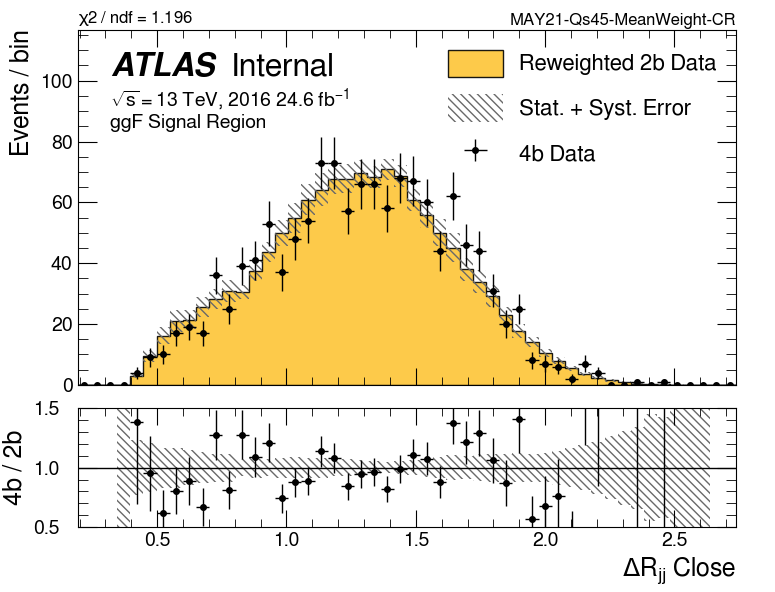 χ2 / ndf = 1.196
MAY21-Qs45-MeanWeight-CR
Events / bin
ATLAS Internal
√s = 13 TeV, 2016 24.6 fb⁻¹
ggF Signal Region
Reweighted 2b Data
Stat. + Syst. Error
4b Data
100
80
60
40
20
0
4b / 2b
1.5
1.0
0.5
0.5 1.0 1.5 2.0 2.5
ΔRjj Close